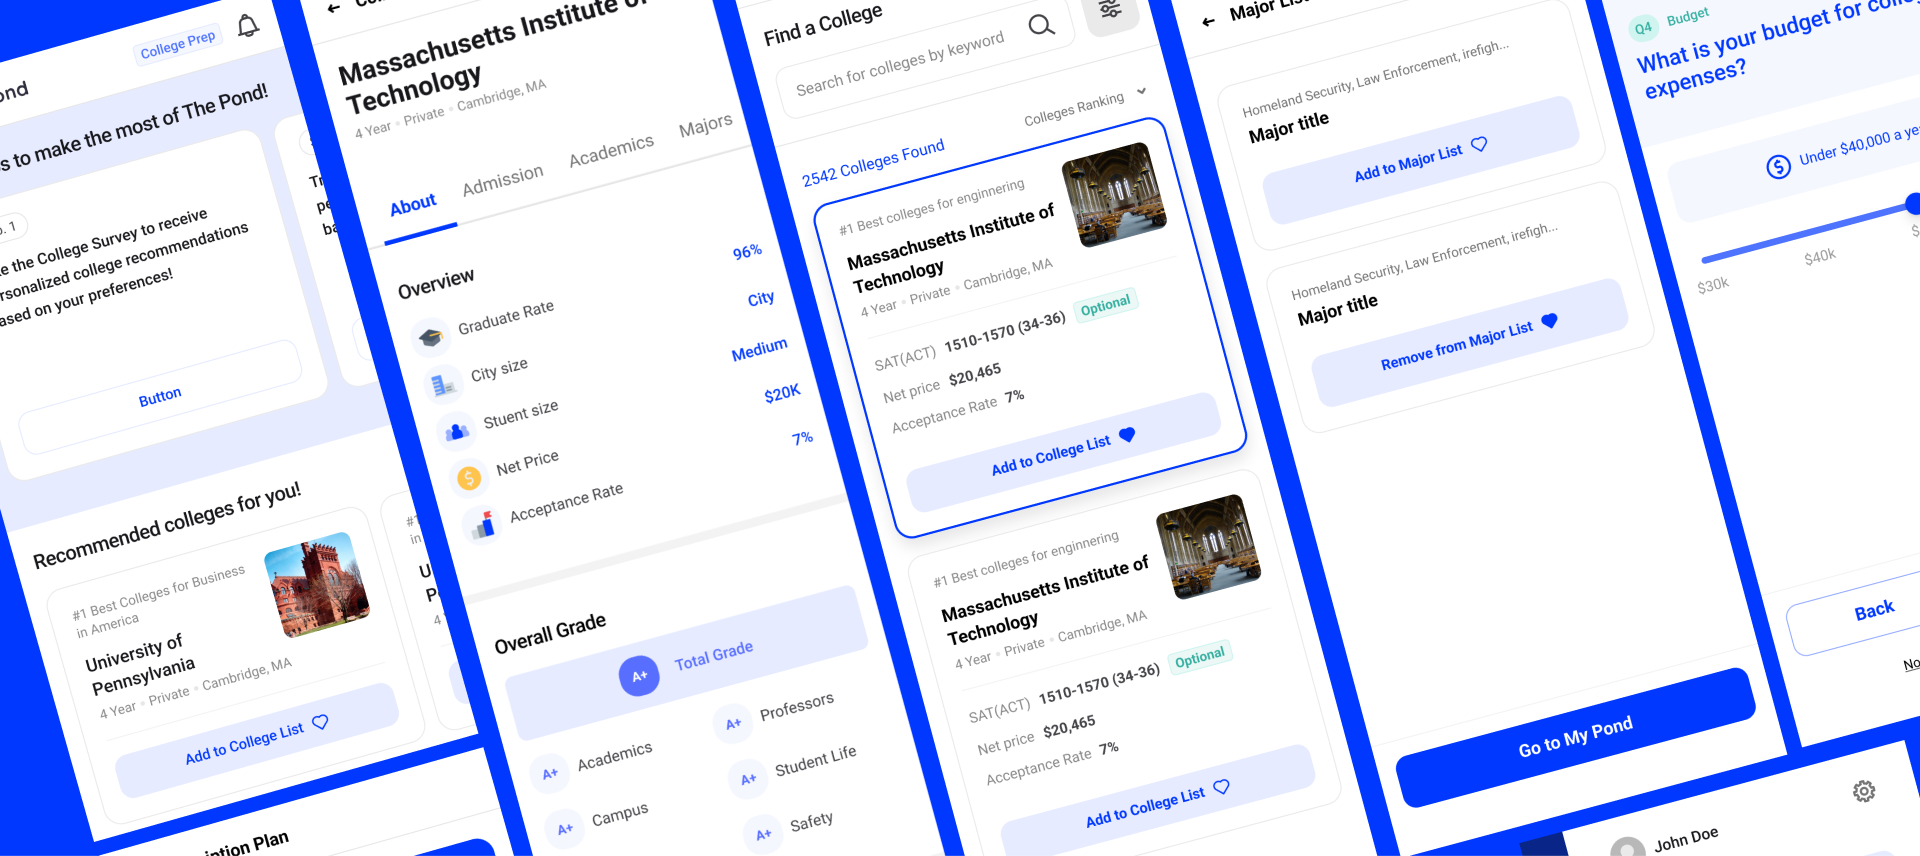 College Prep
ond
s to make the most of The Pond!
o. 1
e the College Survey to receive
rsonalized college recommendations
ased on your preferences!
Button
Tr
pe
ba
Recommended colleges for you!
#1 Best Colleges for Business
in America
University of
Pennsylvania
4 Year Private Cambridge, MA
Add to College List
#1
in
U
P
4
iption Plan
Massachusetts Institute of
Technology
4 Year Private Cambridge, MA
About Admission Academics Majors
Overview
Graduate Rate 96%
City size City
Stuent size Medium
Net Price $20K
Acceptance Rate 7%
Overall Grade
A+ Total Grade
A+ Academics
A+ Professors
A+ Campus
A+ Student Life
A+ Safety
Find a College
Search for colleges by keyword
Colleges Ranking
2542 Colleges Found
#1 Best colleges for enginnering
Massachusetts Institute of
Technology
4 Year Private Cambridge, MA
SAT(ACT) 1510-1570 (34-36) Optional
Net price $20,465
Acceptance Rate 7%
Add to College List
#1 Best colleges for enginnering
Massachusetts Institute of
Technology
4 Year Private Cambridge, MA
SAT(ACT) 1510-1570 (34-36) Optional
Net price $20,465
Acceptance Rate 7%
Add to College List
Major Lis
Homeland Security, Law Enforcement, irefigh...
Major title
Add to Major List
Homeland Security, Law Enforcement, irefigh...
Major title
Remove from Major List
Go to My Pond
Q4 Budget
What is your budget for colle
expenses?
Under $40,000 a ye
$30k
$40k
$
Back
No
John Doe